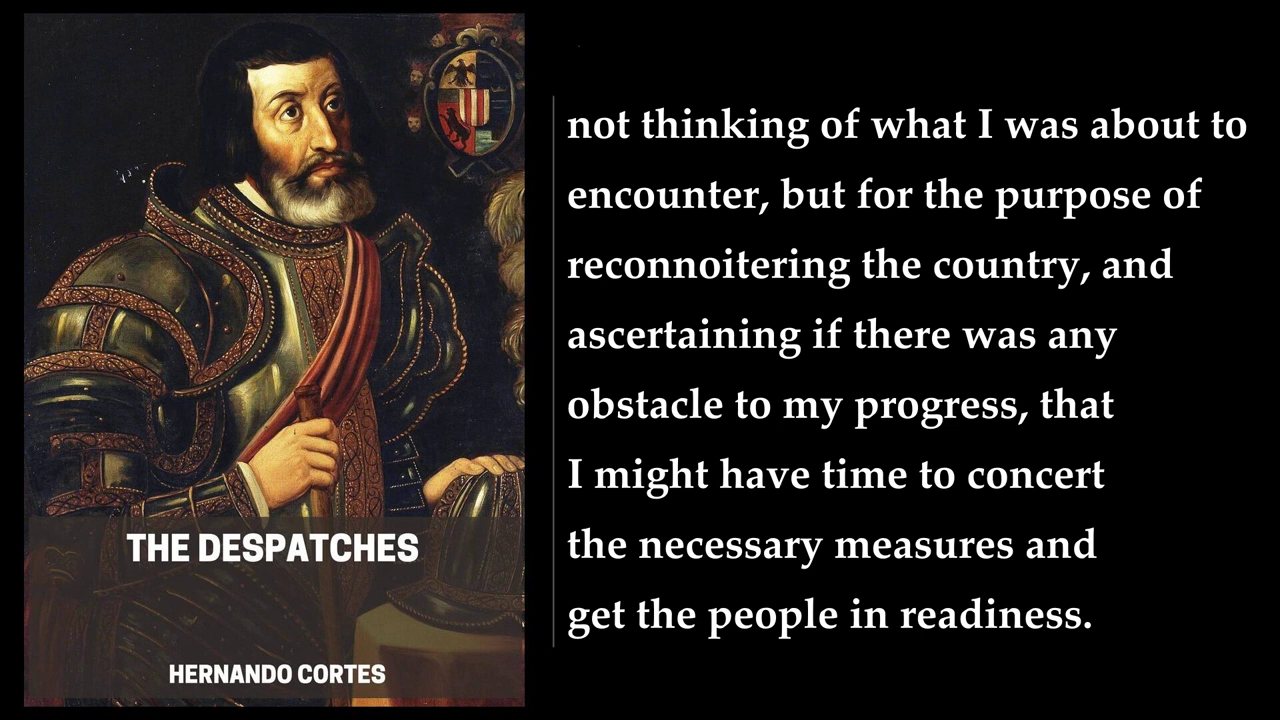 THE DESPATCHES
HERNANDO CORTES
not thinking of what I was about to
encounter, but for the purpose of
reconnoitering the country, and
ascertaining if there was any
obstacle to my progress, that
I might have time to concert
the necessary measures and
get the people in readiness.